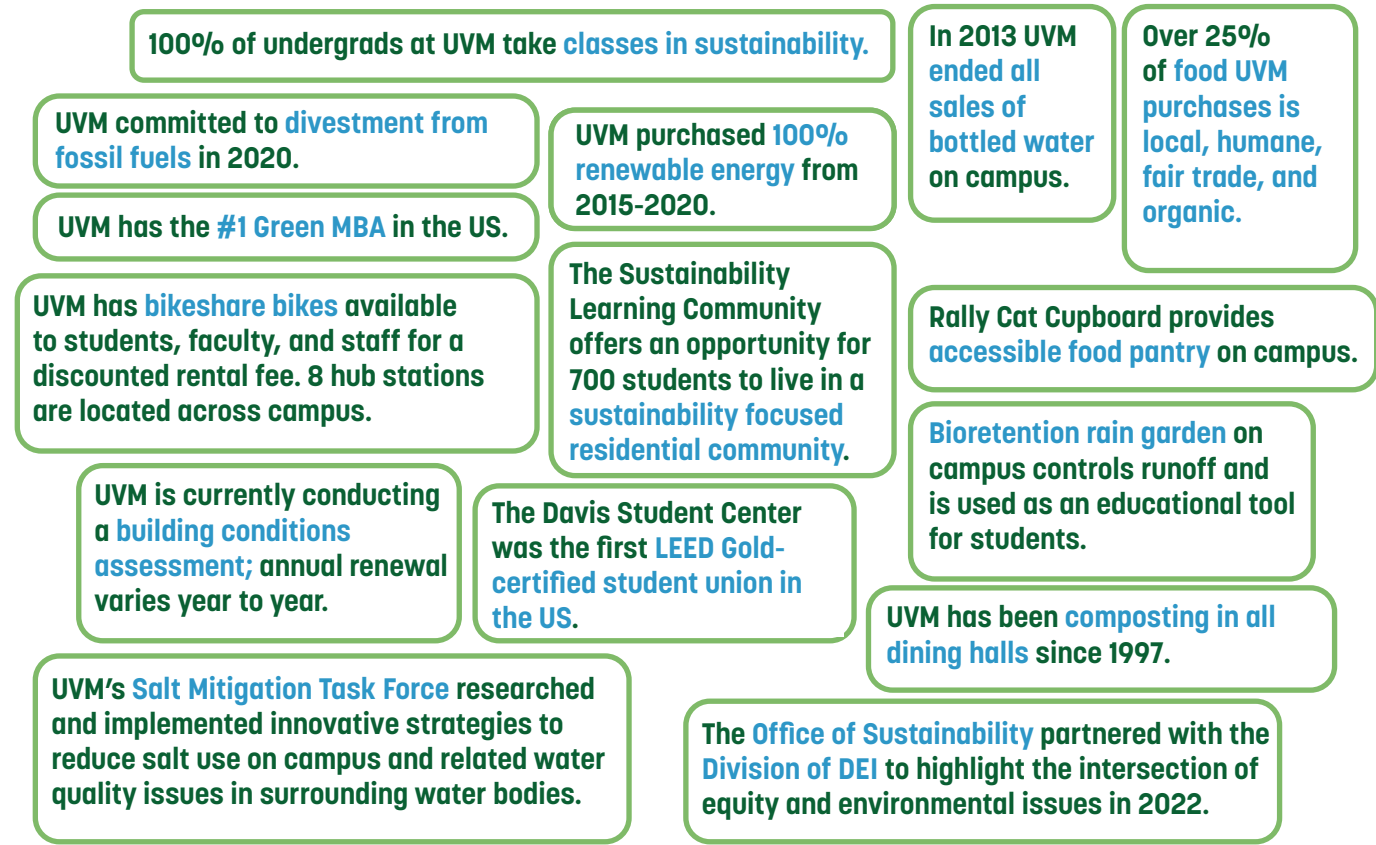 100% of undergrads at UVM take classes in sustainability.
In 2013 UVM
ended all
sales of
bottled water
on campus.
Over 25%
of food UVM
purchases is
local, humane,
fair trade, and
organic.
UVM committed to divestment from
fossil fuels in 2020.
UVM purchased 100%
renewable energy from
2015-2020.
UVM has the #1 Green MBA in the US.
The Sustainability
Learning Community
offers an opportunity for
700 students to live in a
sustainability focused
residential community.
UVM has bikeshare bikes available
to students, faculty, and staff for a
discounted rental fee. 8 hub stations
are located across campus.
Rally Cat Cupboard provides
accessible food pantry on campus.
Bioretention rain garden on
campus controls runoff and
is used as an educational tool
for students.
UVM is currently conducting
a building conditions
assessment; annual renewal
varies year to year.
The Davis Student Center
was the first LEED Gold-
certified student union in
the US.
UVM has been composting in all
dining halls since 1997.
UVM's Salt Mitigation Task Force researched
and implemented innovative strategies to
reduce salt use on campus and related water
quality issues in surrounding water bodies.
The Office of Sustainability partnered with the
Division of DEI to highlight the intersection of
equity and environmental issues in 2022.